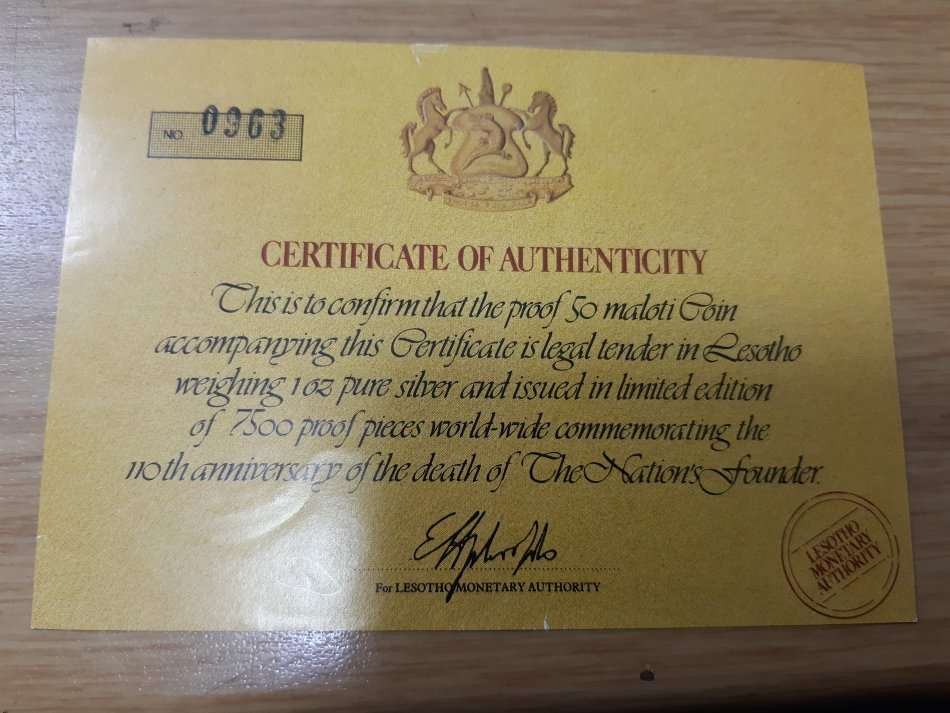 NO. 0963
CERTIFICATE OF AUTHENTICITY
This is to confirm that the proof 50 maloti Coin
accompanying this Certificate is legal tender in Lesotho
weighing 1 oz pure silver and issued in limited edition
of 7500 proof pieces world-wide commemorating the
110th anniversary of the death of The Nation's Founder.
For LESOTHO MONETARY AUTHORITY
LESOTHO
MONETARY
AUTHORITY